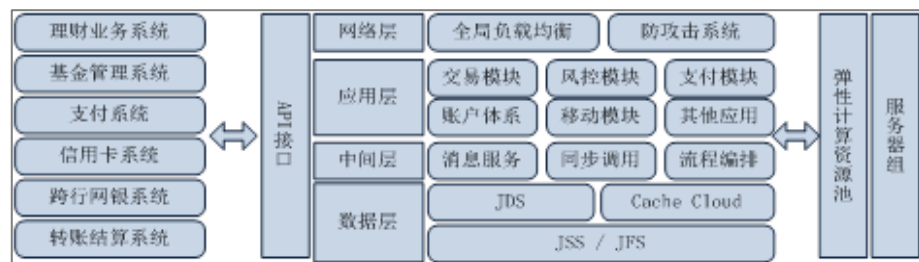 理财业务系统
基金管理系统
支付系统
信用卡系统
跨行网银系统
转账结算系统
API接口
网络层
全局负载均衡
防攻击系统
应用层
交易模块
风控模块
支付模块
账户体系
移动模块
其他应用
中间层
消息服务
同步调用
流程编排
数据层
JDS
Cache Cloud
JSS / JFS
弹性计算资源池
服务器组